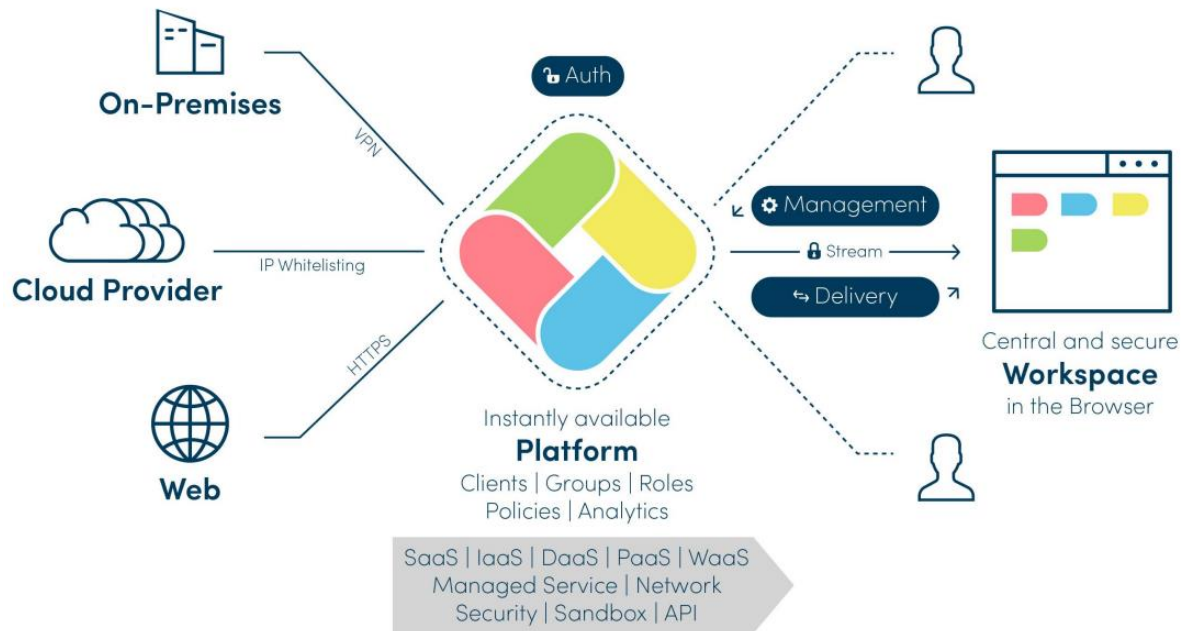 On-Premises
VPN
Cloud Provider
IP Whitelisting
Web
HTTPS
Auth
Instantly available
Platform
Clients | Groups | Roles
Policies | Analytics
SaaS | IaaS | DaaS | PaaS | WaaS
Managed Service | Network
Security | Sandbox | API
Management
Stream
Delivery
Central and secure
Workspace
in the Browser